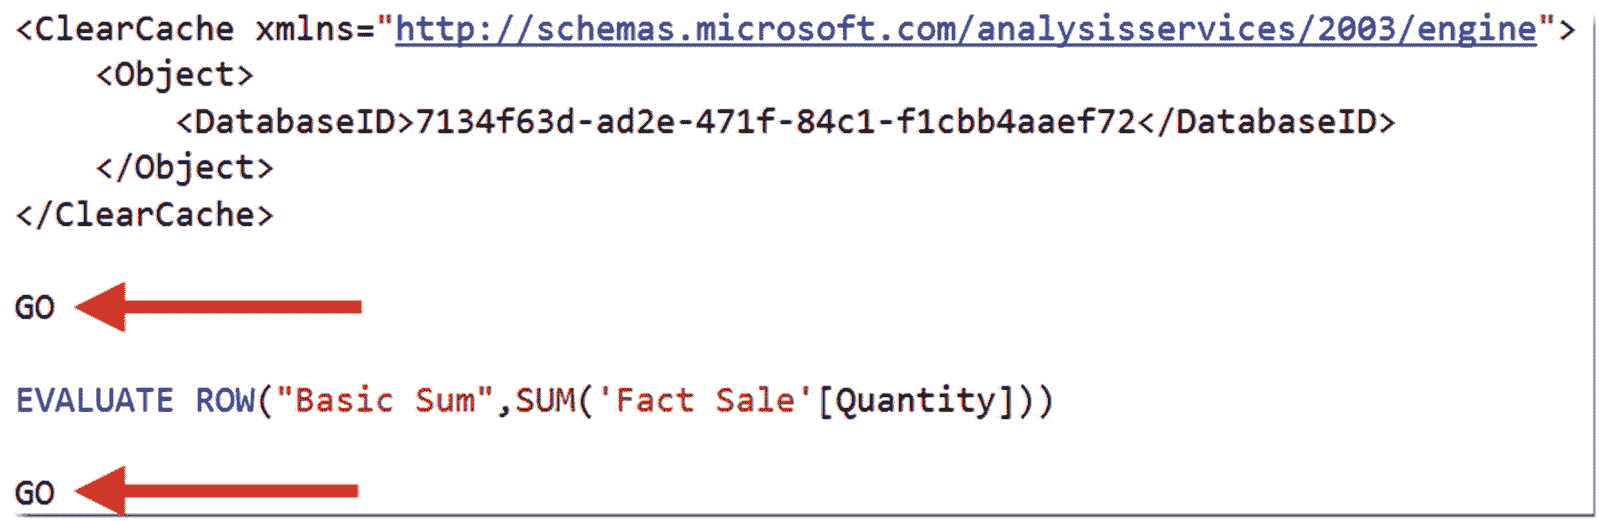 <ClearCache xmlns="http://schemas.microsoft.com/analysisservices/2003/engine">
<Object>
<DatabaseID>7134f63d-ad2e-471f-84c1-f1cbb4aaef72</DatabaseID>
</Object>
</ClearCache>
GO
EVALUATE ROW("Basic Sum",SUM('Fact Sale'[Quantity]))
GO